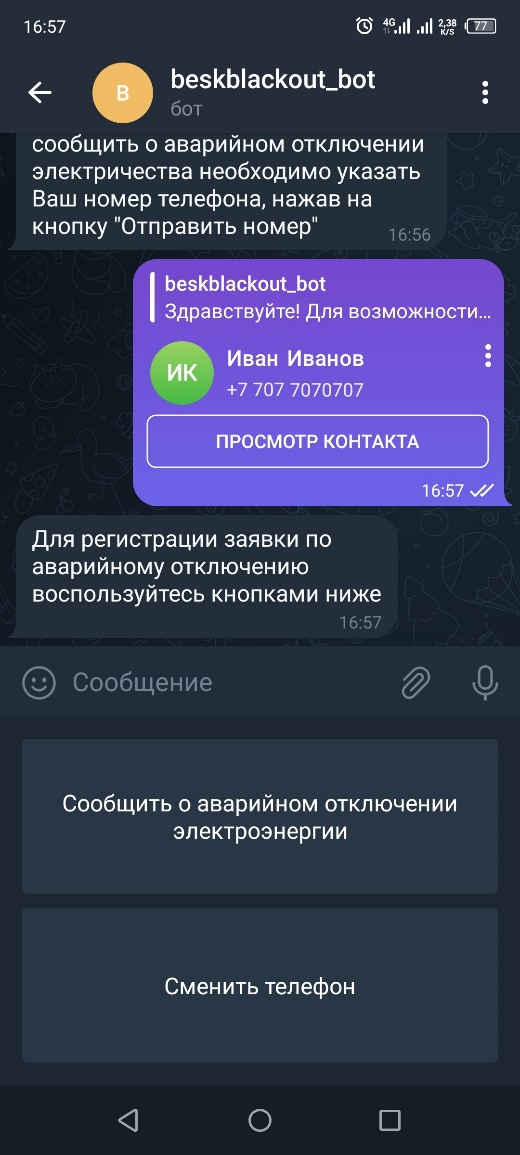 16:57
4G
2,38
K/S
77
B
beskblackout_bot
бот
сообщить о аварийном отключении
электричества необходимо указать
Ваш номер телефона, нажав на
кнопку "Отправить номер"
16:56
beskblackout_bot
Здравствуйте! Для возможности...
ИК
Иван Иванов
+7 707 7070707
ПРОСМОТР КОНТАКТА
16:57
Для регистрации заявки по
аварийному отключению
воспользуйтесь кнопками ниже
16:57
Сообщение
Сообщить о аварийном отключении
электроэнергии
Сменить телефон